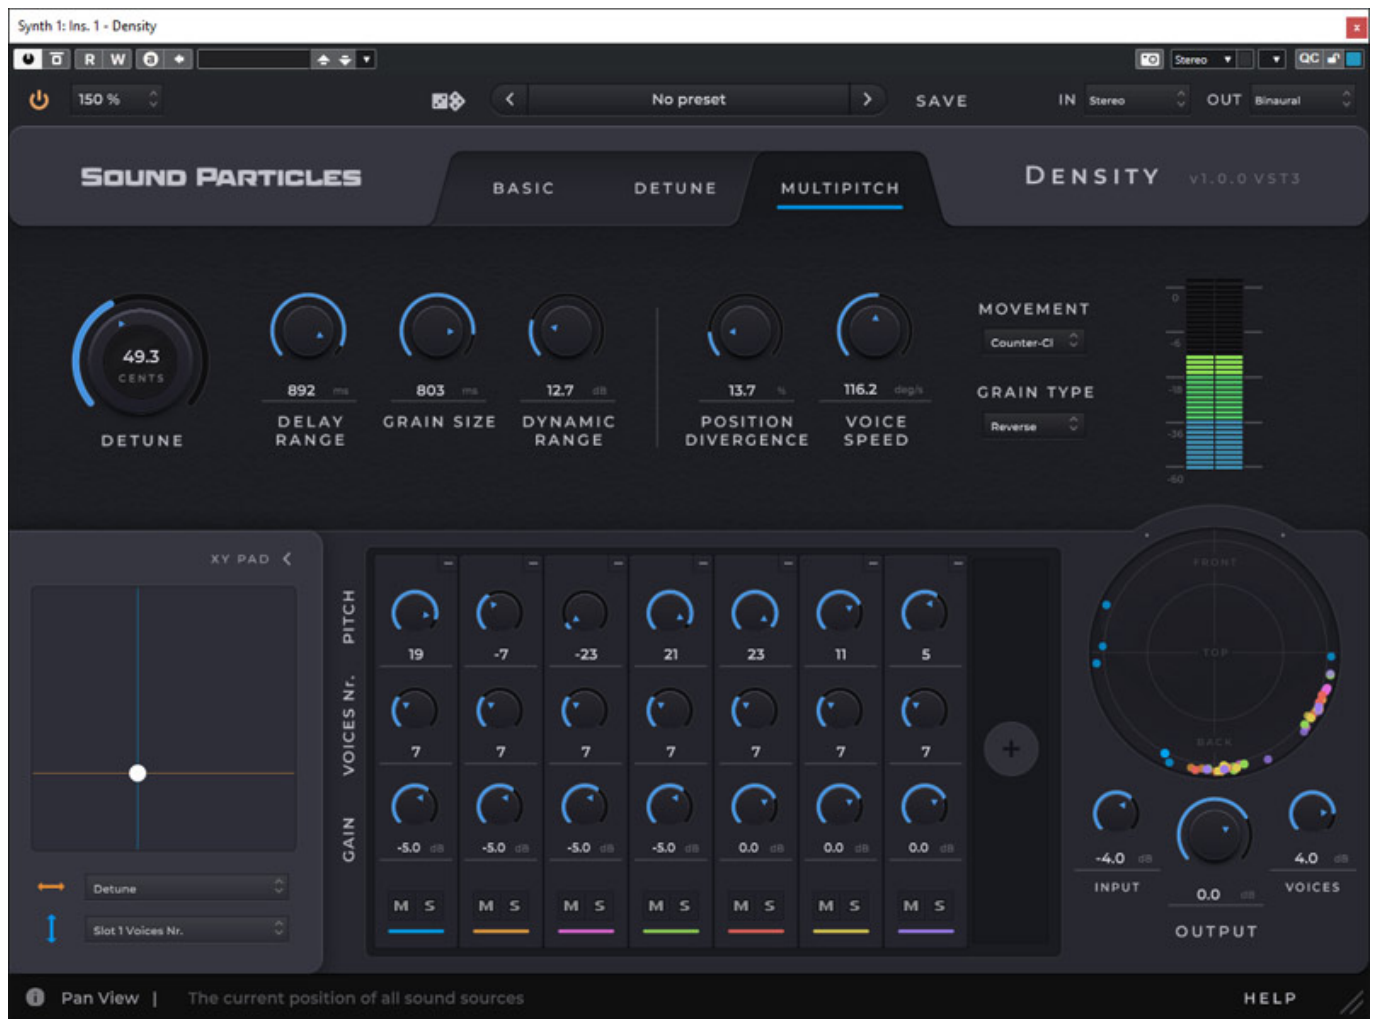 Synth 1: Ins. 1 - Density
x
R W a
Stereo
QC
150 %
No preset
SAVE
IN Stereo
OUT Binaural
SOUND PARTICLES
BASIC
DETUNE
MULTIPITCH
DENSITY v1.0.0 VST3
49.3
CENTS
DETUNE
892 ms
DELAY
RANGE
803 ms
GRAIN SIZE
12.7 dB
DYNAMIC
RANGE
13.7 %
POSITION
DIVERGENCE
116.2 deg/s
VOICE
SPEED
MOVEMENT
Counter-Cl
GRAIN TYPE
Reverse
0
-6
-18
-36
-60
XY PAD
Detune
Slot 1 Voices Nr.
PITCH
19 -7 -23 21 23 11 5
VOICES Nr.
7 7 7 7 7 7 7
GAIN
-5.0 dB -5.0 dB -5.0 dB -5.0 dB 0.0 dB 0.0 dB 0.0 dB
M S M S M S M S M S M S M S
+
FRONT
TOP
BACK
-4.0 dB
INPUT
0.0 dB
OUTPUT
4.0 dB
VOICES
Pan View | The current position of all sound sources
HELP